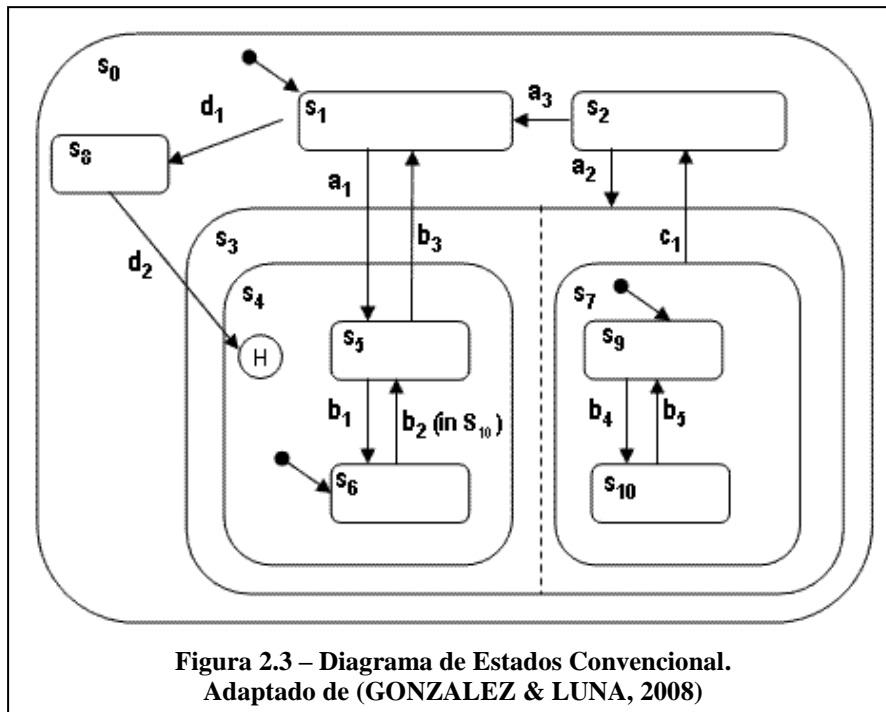 s0
d1
s1
a3
s2
s8
a1
a2
d2
s3
b3
c1
s4
s7
H
s5
s9
b1
b2 (in S10)
b4
b5
s6
s10
Figura 2.3 – Diagrama de Estados Convencional.
Adaptado de (GONZALEZ & LUNA, 2008)